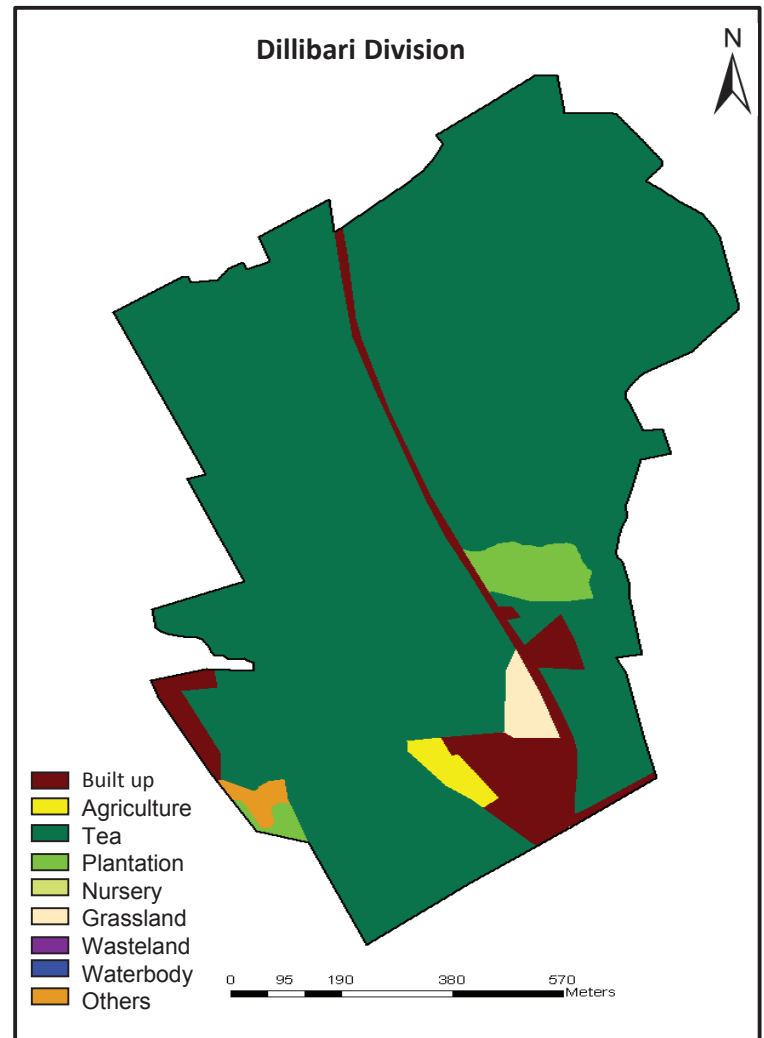 Dillibari Division
N
Built up
Agriculture
Tea
Plantation
Nursery
Grassland
Wasteland
Waterbody
Others
0 95 190 380 570
Meters